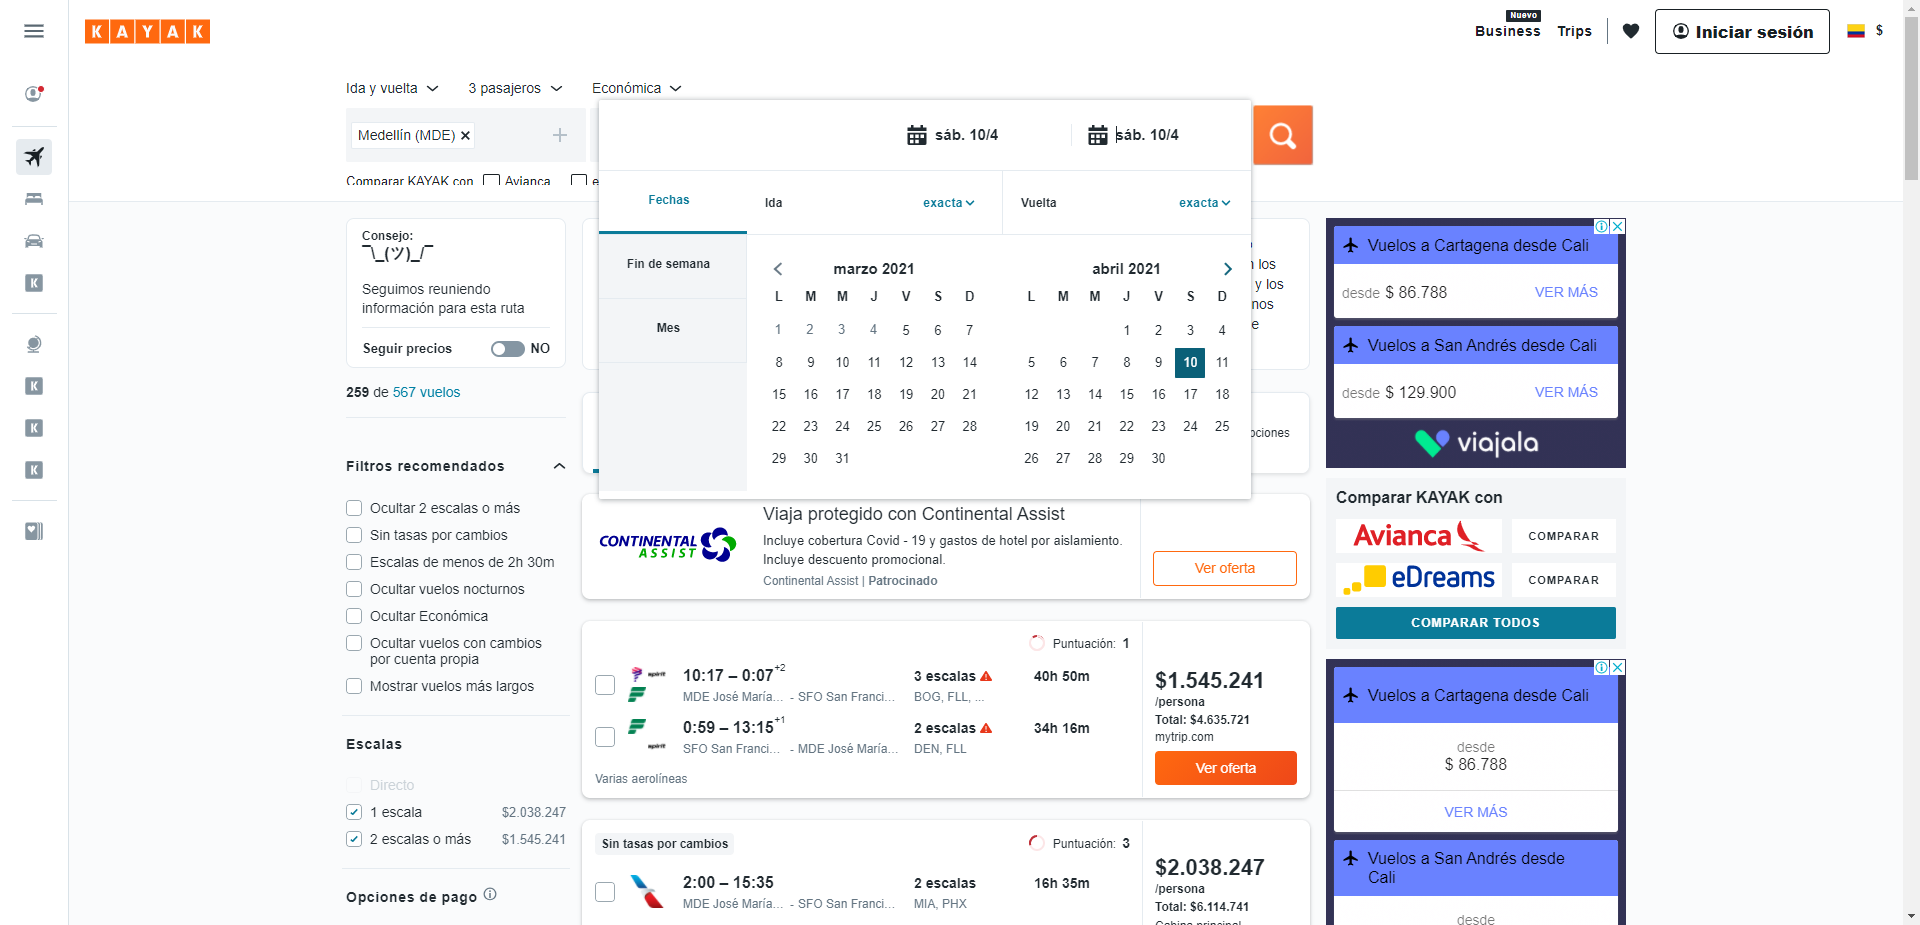 KAYAK
Nuevo
Business
Trips
Iniciar sesión
$
Ida y vuelta
3 pasajeros
Económica
Medellín (MDE)
sáb. 10/4
sáb. 10/4
Comparar KAYAK con
Avianca
Fechas
Fin de semana
Mes
Ida
exacta
Vuelta
exacta
marzo 2021
L M M J V S D
1 2 3 4 5 6 7
8 9 10 11 12 13 14
15 16 17 18 19 20 21
22 23 24 25 26 27 28
29 30 31
abril 2021
L M M J V S D
1 2 3 4
5 6 7 8 9 10 11
12 13 14 15 16 17 18
19 20 21 22 23 24 25
26 27 28 29 30
los
y los
Consejo:
¯\_(ツ)_/¯
Seguimos reuniendo
información para esta ruta
Seguir precios
NO
259 de 567 vuelos
Filtros recomendados
Ocultar 2 escalas o más
Sin tasas por cambios
Escalas de menos de 2h 30m
Ocultar vuelos nocturnos
Ocultar Económica
Ocultar vuelos con cambios
por cuenta propia
Mostrar vuelos más largos
Escalas
Directo
1 escala $2.038.247
2 escalas o más $1.545.241
Opciones de pago
CONTINENTAL
ASSIST
Viaja protegido con Continental Assist
Incluye cobertura Covid - 19 y gastos de hotel por aislamiento.
Incluye descuento promocional.
Continental Assist | Patrocinado
Ver oferta
Puntuación: 1
spirit
10:17 – 0:07+2
MDE José María... - SFO San Franci...
3 escalas
BOG, FLL, ...
40h 50m
spirit
0:59 – 13:15+1
SFO San Franci... - MDE José María...
2 escalas
DEN, FLL
34h 16m
Varias aerolíneas
$1.545.241
/persona
Total: $4.635.721
mytrip.com
Ver oferta
Sin tasas por cambios
Puntuación: 3
2:00 – 15:35
MDE José María... - SFO San Franci...
2 escalas
MIA, PHX
16h 35m
$2.038.247
/persona
Total: $6.114.741
Cabina principal
Vuelos a Cartagena desde Cali
desde $ 86.788
VER MÁS
Vuelos a San Andrés desde Cali
desde $ 129.900
VER MÁS
viajala
Comparar KAYAK con
Avianca
COMPARAR
eDreams
COMPARAR
COMPARAR TODOS
Vuelos a Cartagena desde Cali
desde
$ 86.788
VER MÁS
Vuelos a San Andrés desde
Cali
desde